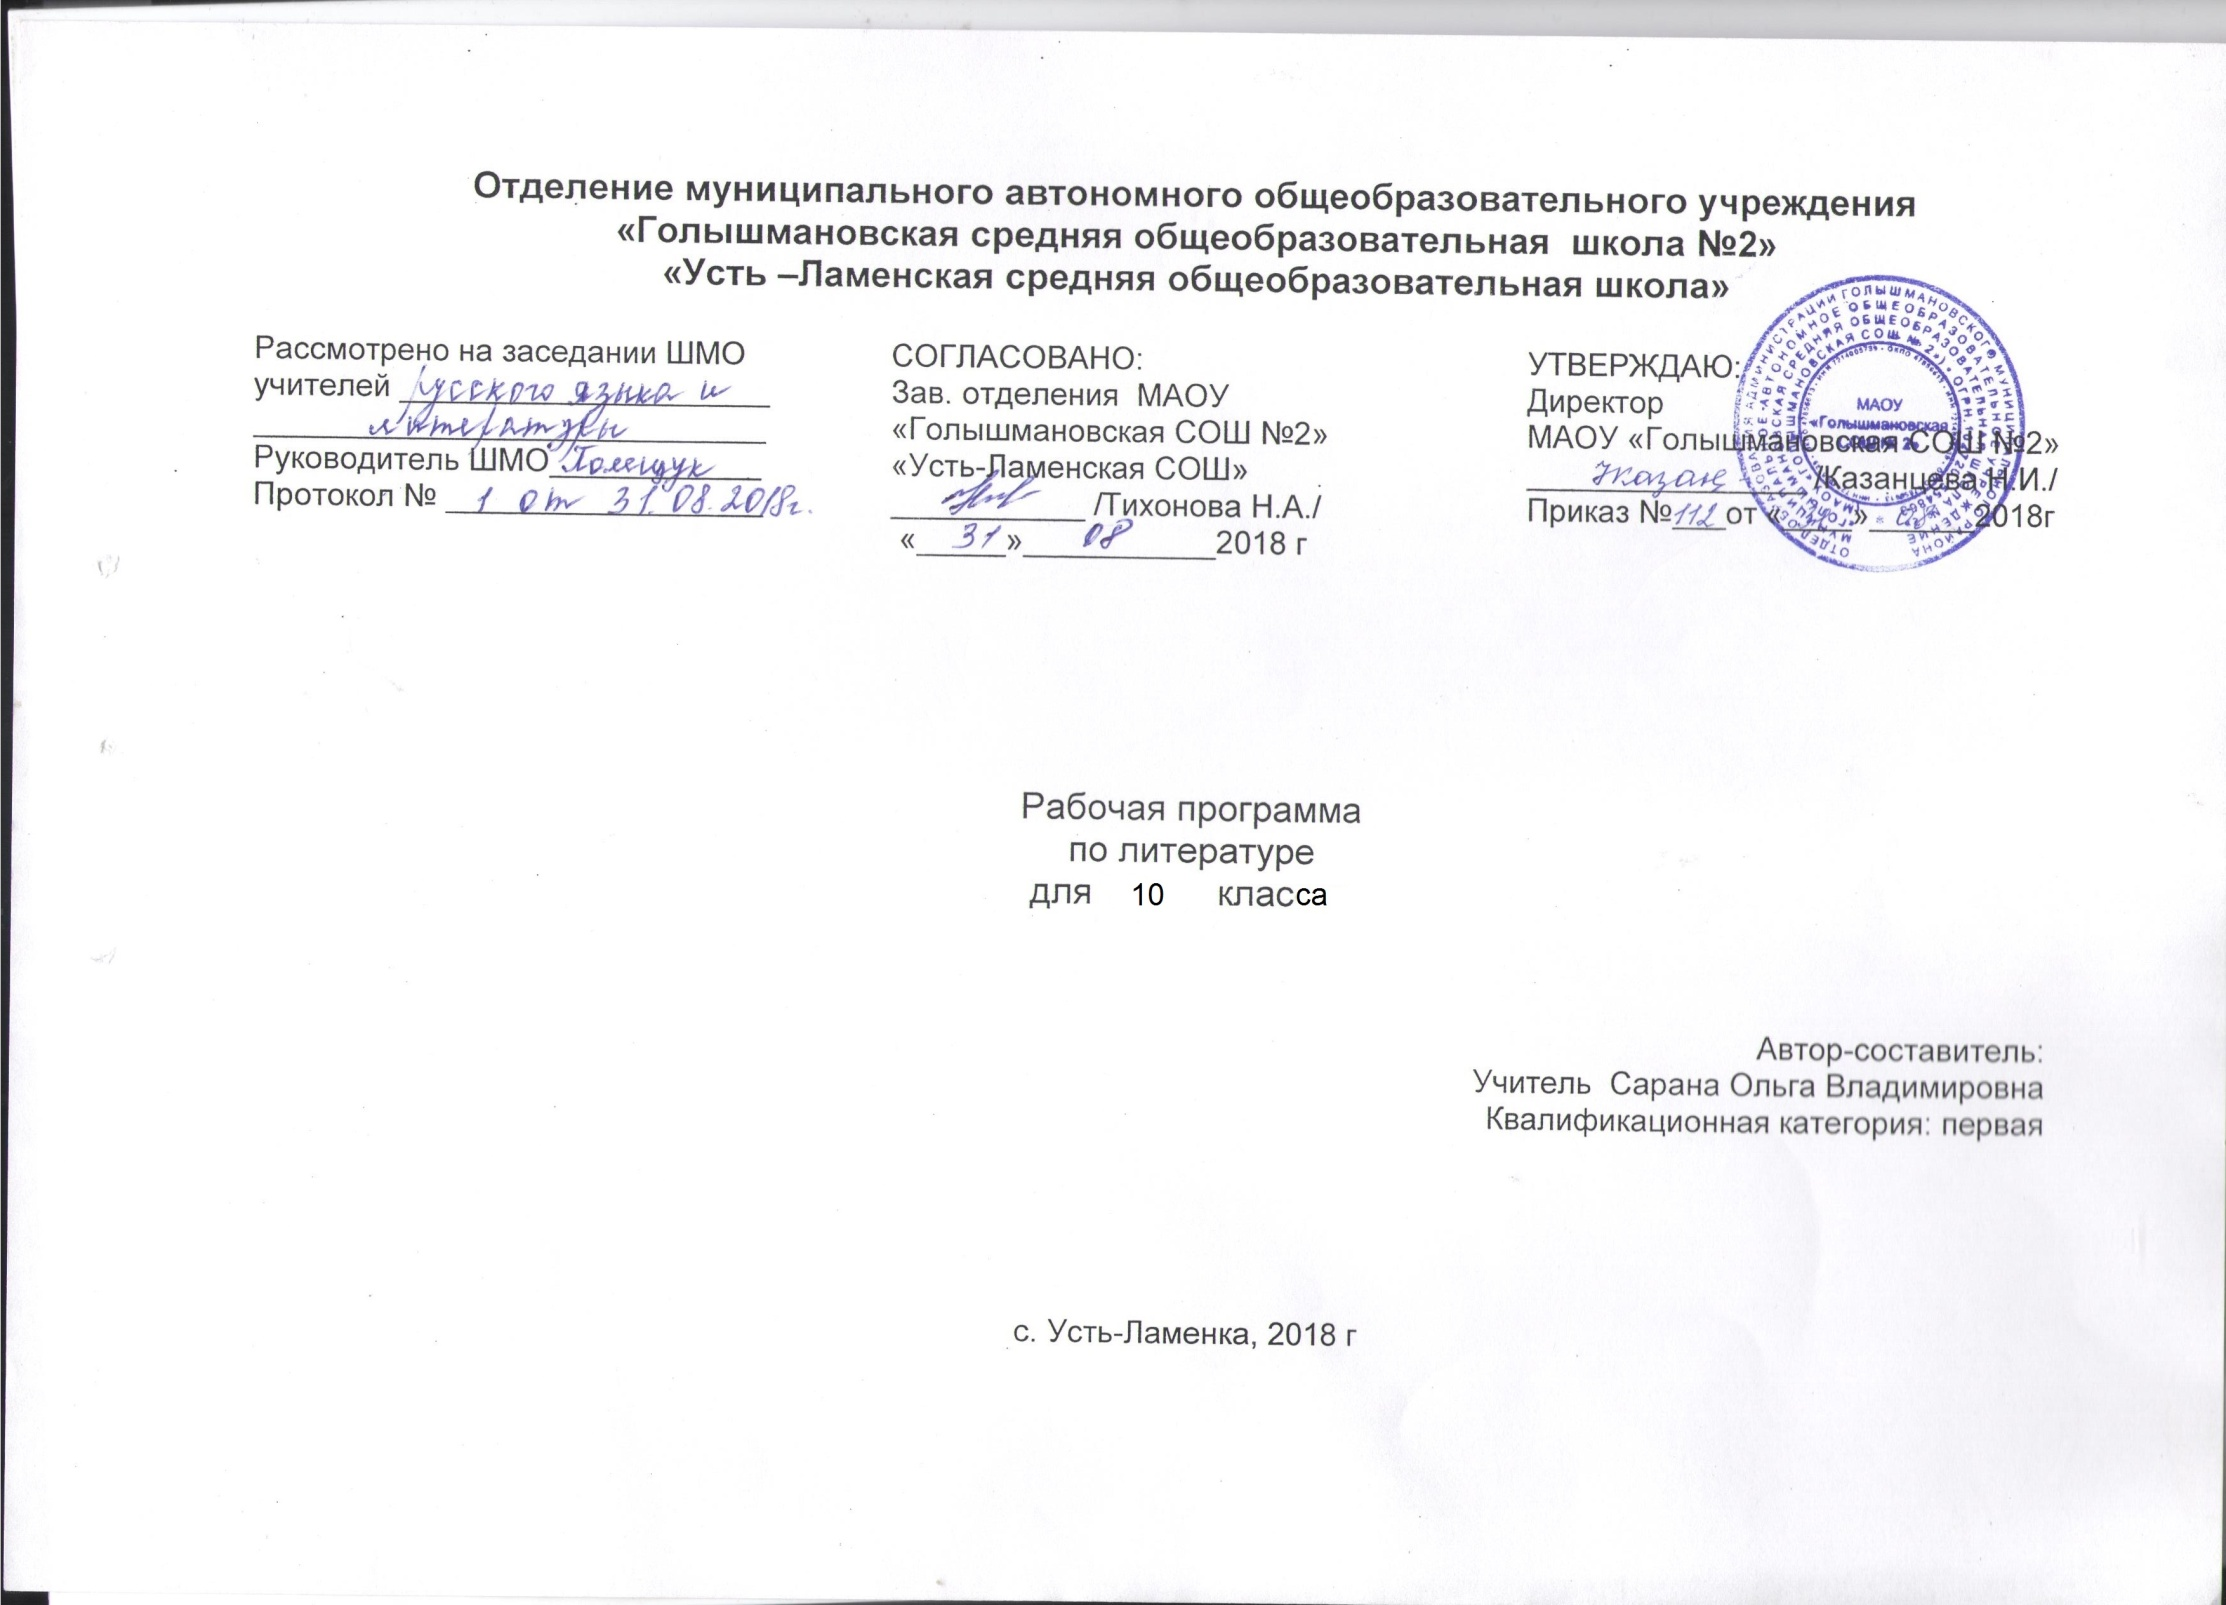 Отделение муниципального автономного общеобразовательного учреждения
«Голышмановская средняя общеобразовательная школа №2»
«Усть –Ламенская средняя общеобразовательная школа»
Рассмотрено на заседании ШМО
учителей русского языка и
литературы
Руководитель ШМО Полещук
Протокол № 1 от 31.08.2018г.
СОГЛАСОВАНО:
Зав. отделения МАОУ
«Голышмановская СОШ №2»
«Усть-Ламенская СОШ»
/Тихонова Н.А./
«31» 08 2018 г
УТВЕРЖДАЮ:
Директор
МАОУ «Голышмановская СОШ №2»
/Казанцева Н.И./
Приказ №112 от « » 2018г
МАОУ
«Голышмановская
Рабочая программа
по литературе
для 10 класса
Автор-составитель:
Учитель Сарана Ольга Владимировна
Квалификационная категория: первая
с. Усть-Ламенка, 2018 г